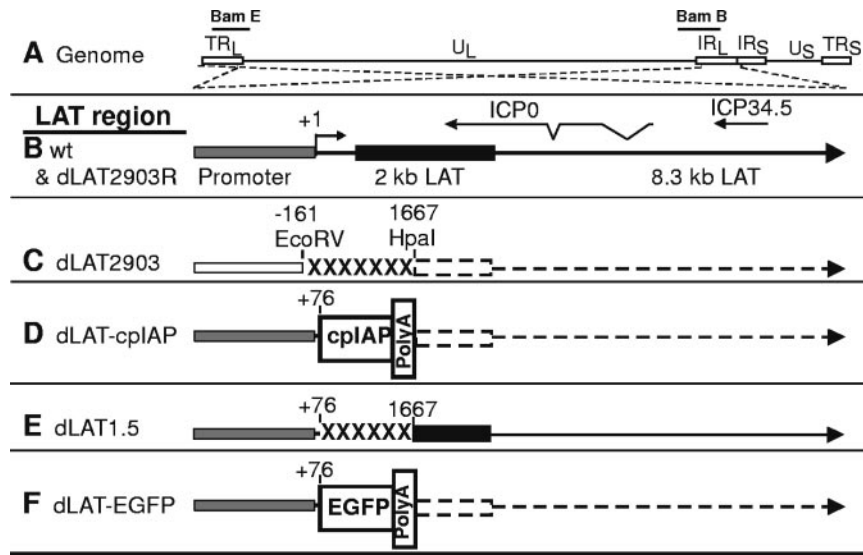 Bam E Bam B
A Genome TRL UL IRL IRS US TRS
LAT region +1 ICP0 ICP34.5
B wt
& dLAT2903R Promoter 2 kb LAT 8.3 kb LAT
-161 1667
EcoRV HpaI
C dLAT2903 XXXXXXX
+76
D dLAT-cpIAP cpIAP PolyA
+76 1667
E dLAT1.5 XXXXXX
+76
F dLAT-EGFP EGFP PolyA